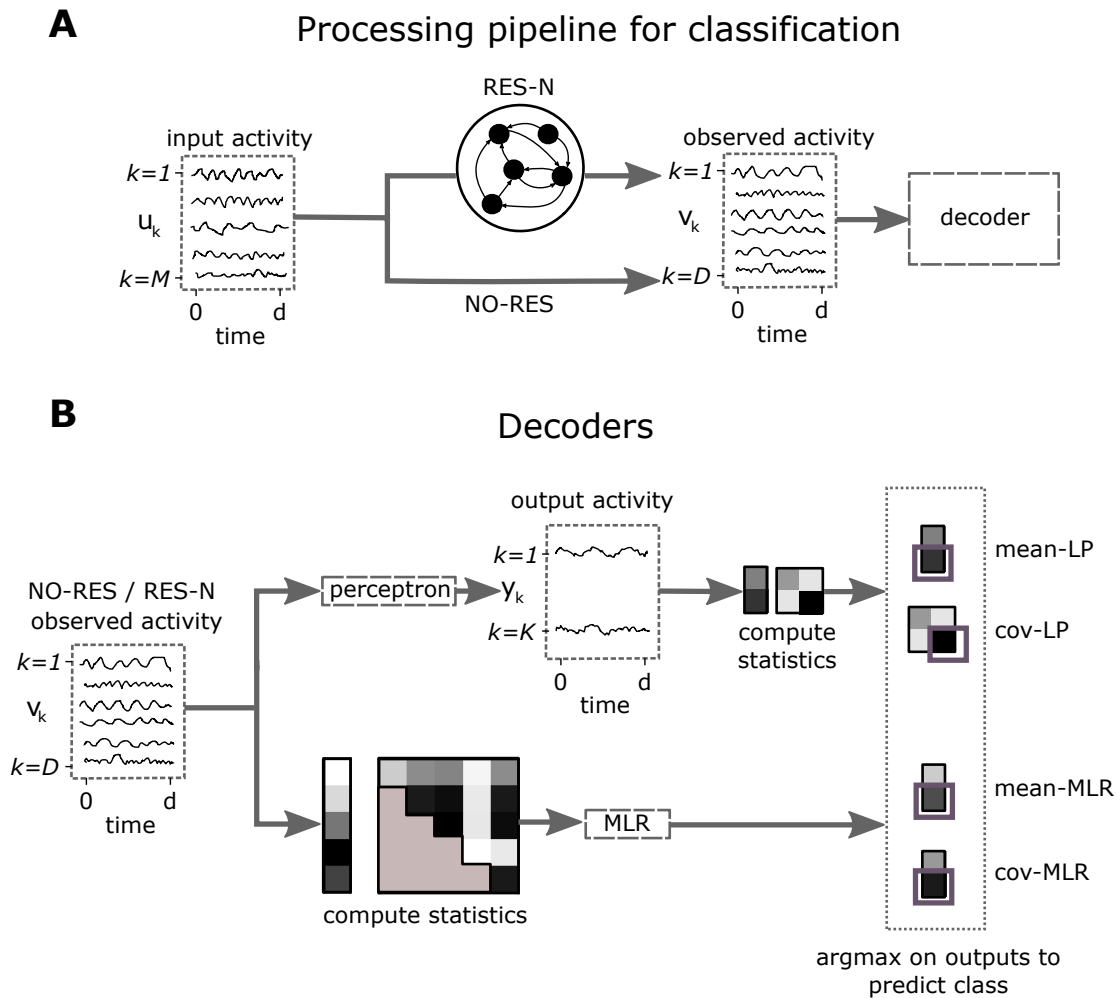 A
Processing pipeline for classification
RES-N
input activity
observed activity
k=1
k=1
u_k
v_k
decoder
k=M
k=D
NO-RES
0 d
0 d
time
time
B
Decoders
output activity
k=1
mean-LP
NO-RES / RES-N
observed activity
perceptron
y_k
k=1
k=K
compute
statistics
cov-LP
0 d
time
v_k
k=D
0 d
time
mean-MLR
MLR
cov-MLR
compute statistics
argmax on outputs to
predict class